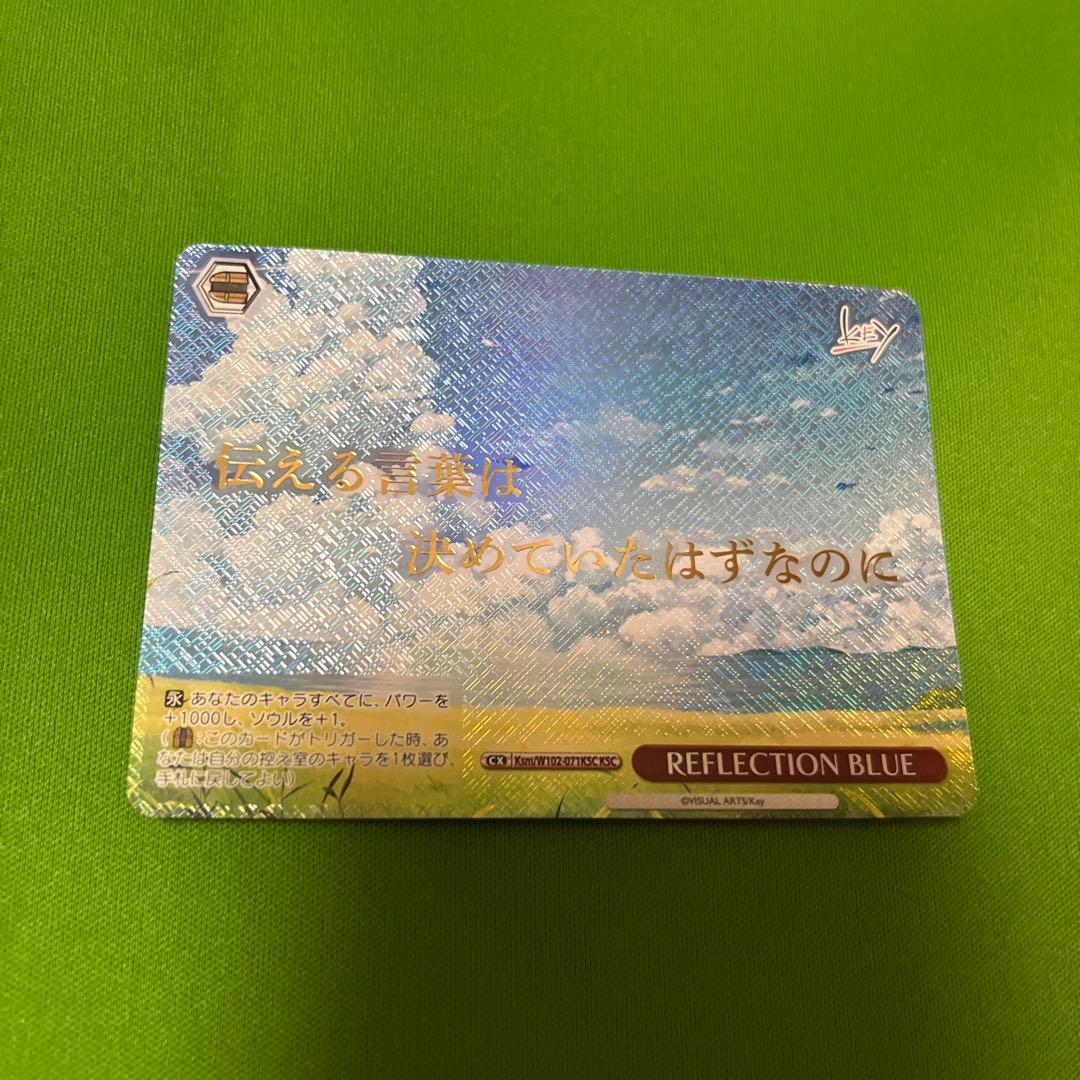 KEY
伝える言葉は
決めていたはずなのに
永 あなたのキャラすべてに、パワーを
+1000し、ソウルを+1。
( :このカードがトリガーした時、あ
なたは自分の控え室のキャラを1枚選び、
手札に戻してよい)
CX Ksm/W102-071KSC KSC
REFLECTION BLUE
©VISUAL ARTS/Key